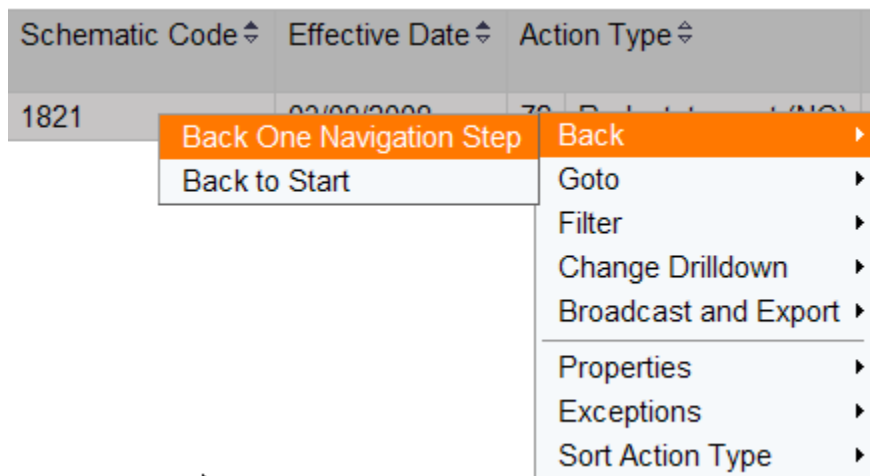 Schematic Code Effective Date Action Type
1821
Back One Navigation Step
Back to Start
Back
Goto
Filter
Change Drilldown
Broadcast and Export
Properties
Exceptions
Sort Action Type